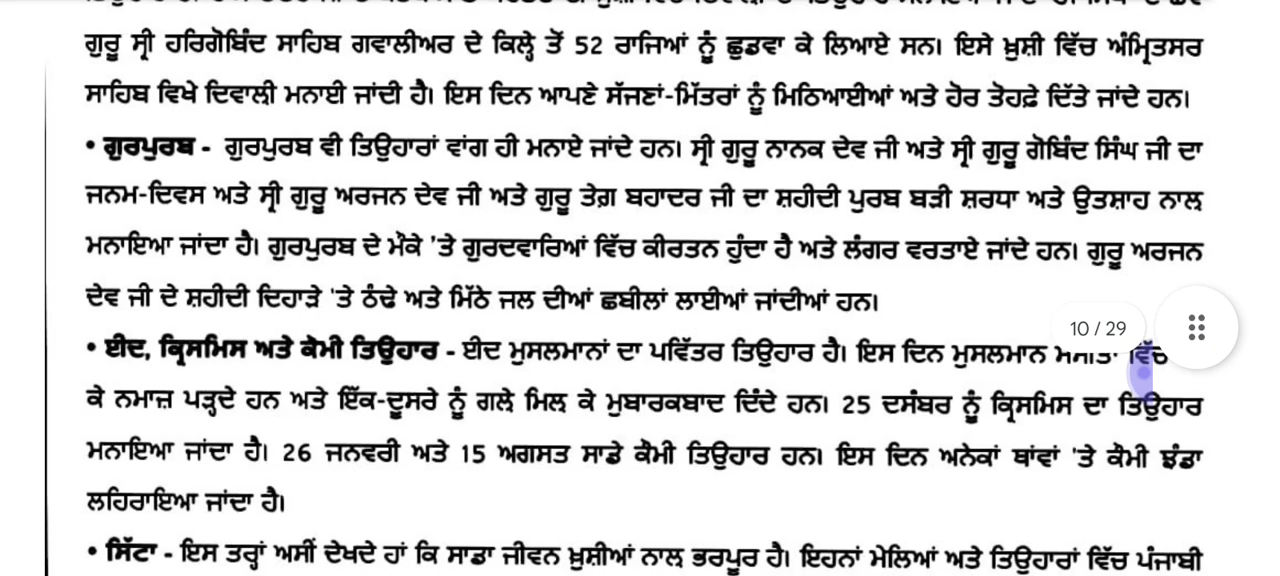 ਗੁਰੂ ਸ੍ਰੀ ਹਰਿਗੋਬਿੰਦ ਸਾਹਿਬ ਗਵਾਲੀਅਰ ਦੇ ਕਿਲ੍ਹੇ ਤੋਂ 52 ਰਾਜਿਆਂ ਨੂੰ ਛੁਡਵਾ ਕੇ ਲਿਆਏ ਸਨ। ਇਸੇ ਖ਼ੁਸ਼ੀ ਵਿੱਚ ਅੰਮ੍ਰਿਤਸਰ
ਸਾਹਿਬ ਵਿਖੇ ਦਿਵਾਲੀ ਮਨਾਈ ਜਾਂਦੀ ਹੈ। ਇਸ ਦਿਨ ਆਪਣੇ ਸੱਜਣਾਂ-ਮਿੱਤਰਾਂ ਨੂੰ ਮਿਠਿਆਈਆਂ ਅਤੇ ਹੋਰ ਤੋਹਫ਼ੇ ਦਿੱਤੇ ਜਾਂਦੇ ਹਨ।
• ਗੁਰਪੁਰਬ - ਗੁਰਪੁਰਬ ਵੀ ਤਿਉਹਾਰਾਂ ਵਾਂਗ ਹੀ ਮਨਾਏ ਜਾਂਦੇ ਹਨ। ਸ੍ਰੀ ਗੁਰੂ ਨਾਨਕ ਦੇਵ ਜੀ ਅਤੇ ਸ੍ਰੀ ਗੁਰੂ ਗੋਬਿੰਦ ਸਿੰਘ ਜੀ ਦਾ
ਜਨਮ-ਦਿਵਸ ਅਤੇ ਸ੍ਰੀ ਗੁਰੂ ਅਰਜਨ ਦੇਵ ਜੀ ਅਤੇ ਗੁਰੂ ਤੇਗ਼ ਬਹਾਦਰ ਜੀ ਦਾ ਸ਼ਹੀਦੀ ਪੁਰਬ ਬੜੀ ਸ਼ਰਧਾ ਅਤੇ ਉਤਸ਼ਾਹ ਨਾਲ਼
ਮਨਾਇਆ ਜਾਂਦਾ ਹੈ। ਗੁਰਪੁਰਬ ਦੇ ਮੌਕੇ 'ਤੇ ਗੁਰਦਵਾਰਿਆਂ ਵਿੱਚ ਕੀਰਤਨ ਹੁੰਦਾ ਹੈ ਅਤੇ ਲੰਗਰ ਵਰਤਾਏ ਜਾਂਦੇ ਹਨ। ਗੁਰੂ ਅਰਜਨ
ਦੇਵ ਜੀ ਦੇ ਸ਼ਹੀਦੀ ਦਿਹਾੜੇ 'ਤੇ ਠੰਢੇ ਅਤੇ ਮਿੱਠੇ ਜਲ ਦੀਆਂ ਛਬੀਲਾਂ ਲਾਈਆਂ ਜਾਂਦੀਆਂ ਹਨ।
10 / 29
• ਈਦ, ਕ੍ਰਿਸਮਿਸ ਅਤੇ ਕੌਮੀ ਤਿਉਹਾਰ - ਈਦ ਮੁਸਲਮਾਨਾਂ ਦਾ ਪਵਿੱਤਰ ਤਿਉਹਾਰ ਹੈ। ਇਸ ਦਿਨ ਮੁਸਲਮਾਨ ਵਿੱਚ
ਕੇ ਨਮਾਜ਼ ਪੜ੍ਹਦੇ ਹਨ ਅਤੇ ਇੱਕ-ਦੂਸਰੇ ਨੂੰ ਗਲੇ ਮਿਲ਼ ਕੇ ਮੁਬਾਰਕਬਾਦ ਦਿੰਦੇ ਹਨ। 25 ਦਸੰਬਰ ਨੂੰ ਕ੍ਰਿਸਮਿਸ ਦਾ ਤਿਉਹਾਰ
ਮਨਾਇਆ ਜਾਂਦਾ ਹੈ। 26 ਜਨਵਰੀ ਅਤੇ 15 ਅਗਸਤ ਸਾਡੇ ਕੌਮੀ ਤਿਉਹਾਰ ਹਨ। ਇਸ ਦਿਨ ਅਨੇਕਾਂ ਥਾਂਵਾਂ 'ਤੇ ਕੌਮੀ ਝੰਡਾ
ਲਹਿਰਾਇਆ ਜਾਂਦਾ ਹੈ।
• ਸਿੱਟਾ - ਇਸ ਤਰ੍ਹਾਂ ਅਸੀਂ ਦੇਖਦੇ ਹਾਂ ਕਿ ਸਾਡਾ ਜੀਵਨ ਖ਼ੁਸ਼ੀਆਂ ਨਾਲ਼ ਭਰਪੂਰ ਹੈ। ਇਹਨਾਂ ਮੇਲਿਆਂ ਅਤੇ ਤਿਉਹਾਰਾਂ ਵਿੱਚ ਪੰਜਾਬੀ